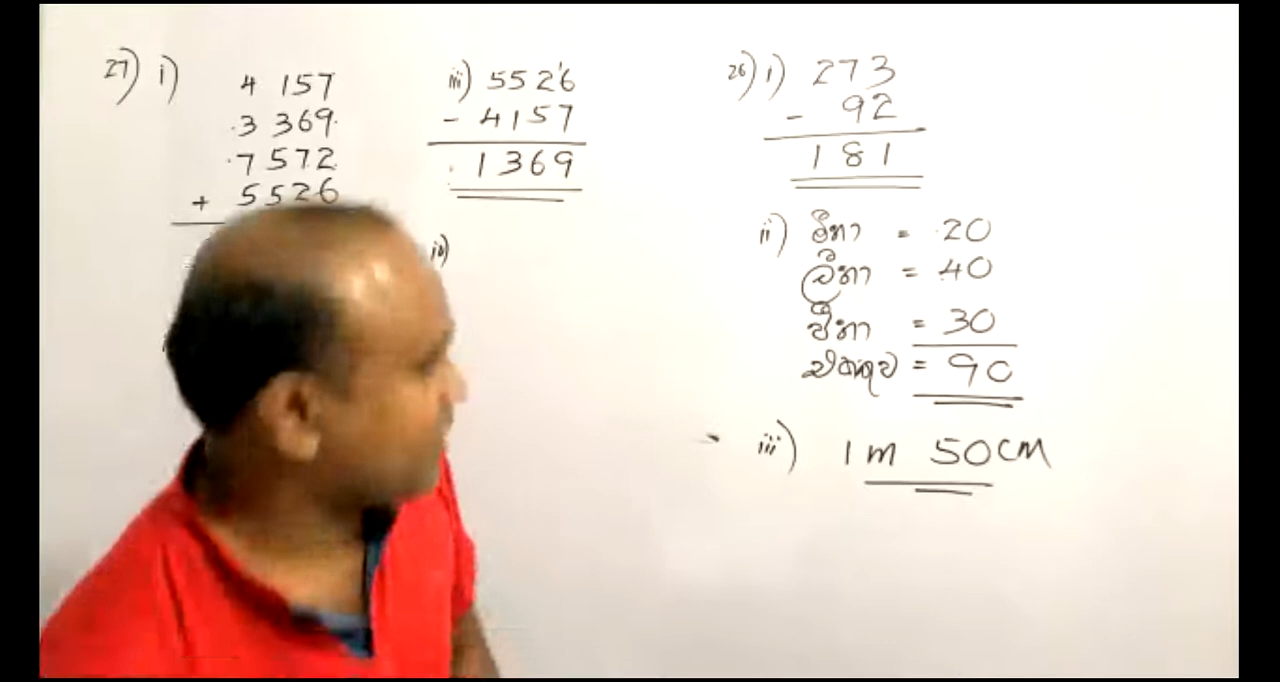 27) i) 4 157
3 369
7 572
+ 5526
iii) 5526
- 4157
1369
iv)
26) i) 273
- 92
181
ii) මීනා = 20
ලීනා = 40
ටීනා = 30
එකතුව = 90
iii) 1m 50cm